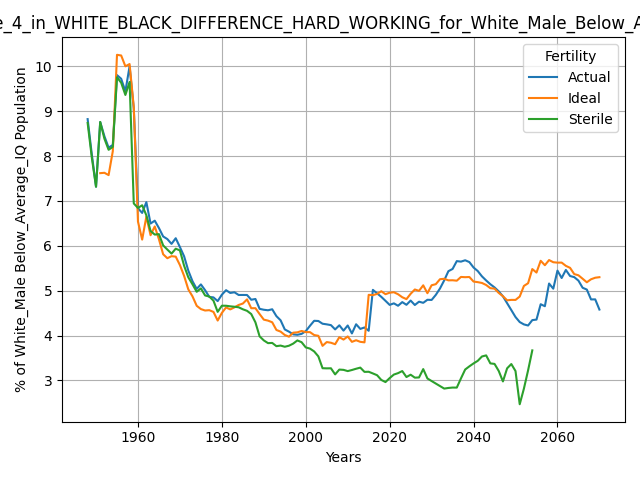 e_4_in_WHITE_BLACK_DIFFERENCE_HARD_WORKING_for_White_Male_Below_A
% of White_Male Below_Average_IQ Population
10
9
8
7
6
5
4
3
1960
1980
2000
2020
2040
2060
Years
Fertility
Actual
Ideal
Sterile